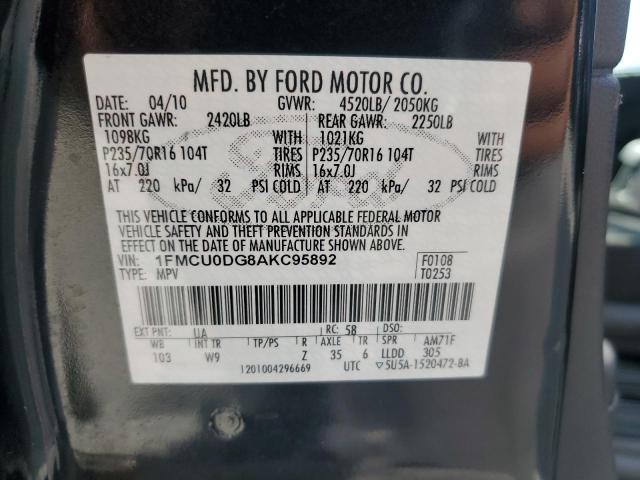 MFD. BY FORD MOTOR CO.
DATE: 04/10 GVWR: 4520LB/ 2050KG
FRONT GAWR: 2420LB REAR GAWR: 2250LB
1098KG WITH 1021KG WITH
P235/70R16 104T TIRES P235/70R16 104T TIRES
16x7.0J RIMS 16x7.0J RIMS
AT 220 kPa/ 32 PSI COLD AT 220 kPa/ 32 PSI COLD
THIS VEHICLE CONFORMS TO ALL APPLICABLE FEDERAL MOTOR
VEHICLE SAFETY AND THEFT PREVENTION STANDARDS IN
EFFECT ON THE DATE OF MANUFACTURE SHOWN ABOVE.
VIN: 1FMCU0DG8AKC95892 F0108
TYPE: MPV T0253
EXT PNT: UA RC: 58 DSO:
WB INT TR TP/PS R AXLE TR SPR AM71F
103 W9 Z 35 6 LLDD 305
1201004296669 UTC ▽5U5A-1520472-BA
Ford